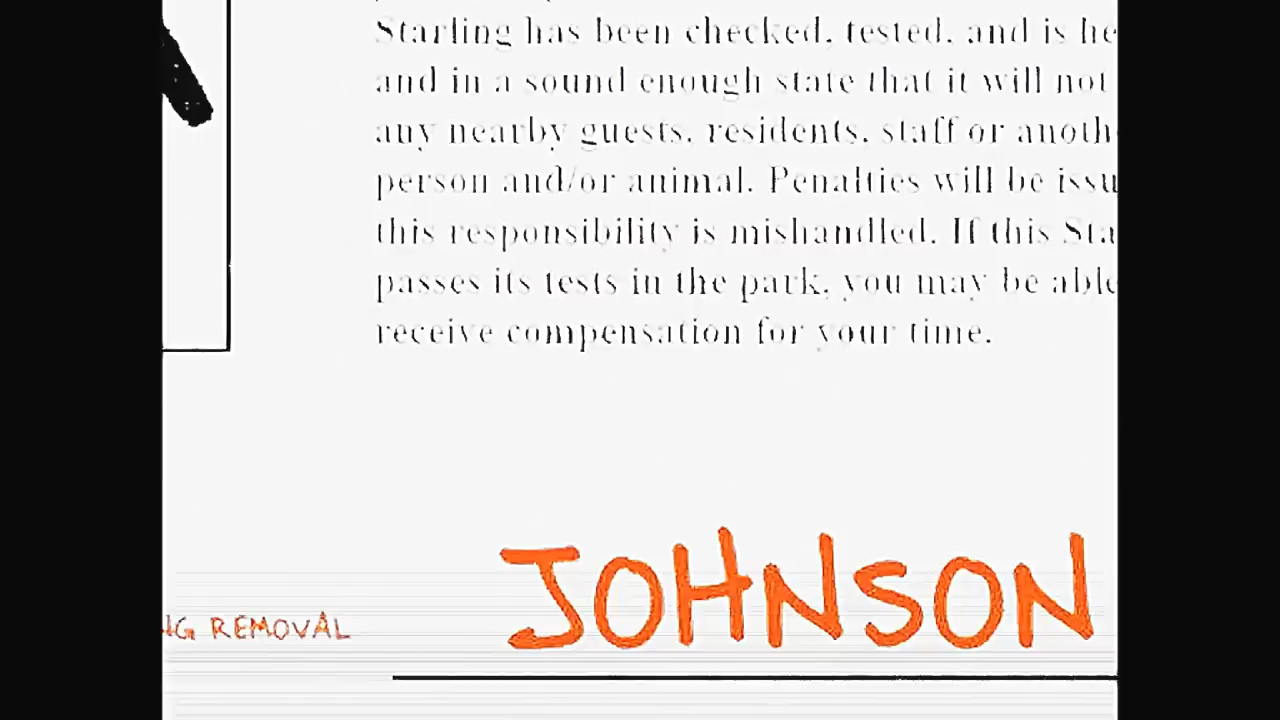 Starling has been checked, tested, and is he
and in a sound enough state that it will not
any nearby guests, residents, staff or anoth
person and/or animal. Penalties will be issu
this responsibility is mishandled. If this Sta
passes its tests in the park, you may be able
receive compensation for your time.
JOHNSON
NG REMOVAL